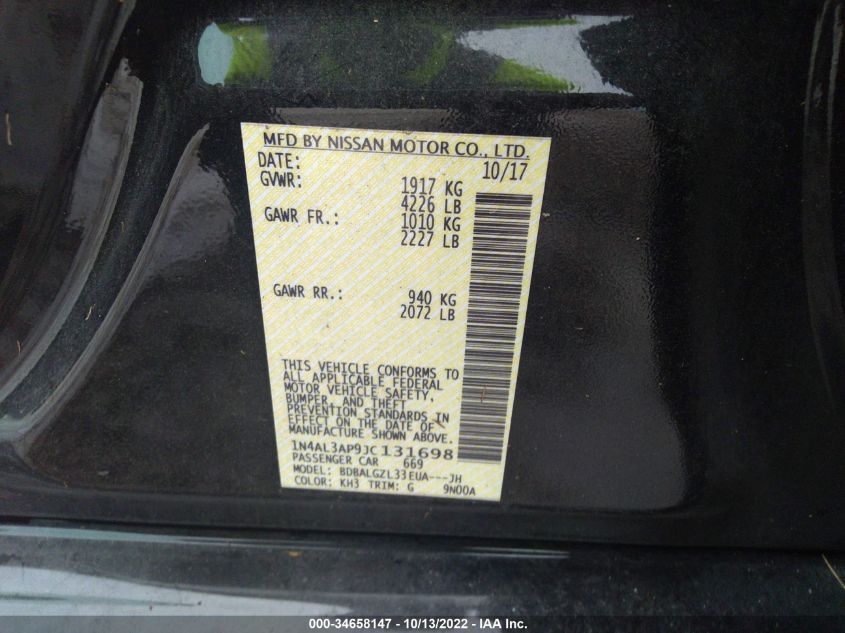 MFD BY NISSAN MOTOR CO., LTD.
DATE: 10/17
GVWR: 1917 KG
4226 LB
GAWR FR.: 1010 KG
2227 LB
GAWR RR.: 940 KG
2072 LB
THIS VEHICLE CONFORMS TO
ALL APPLICABLE FEDERAL
MOTOR VEHICLE SAFETY,
BUMPER, AND THEFT
PREVENTION STANDARDS IN
EFFECT ON THE DATE OF
MANUFACTURE SHOWN ABOVE.
1N4AL3AP9JC131698
PASSENGER CAR 669
MODEL: BDBALGZL33EUA---JH
COLOR: KH3 TRIM: G 9N00A
000-34658147 - 10/13/2022 - IAA Inc.